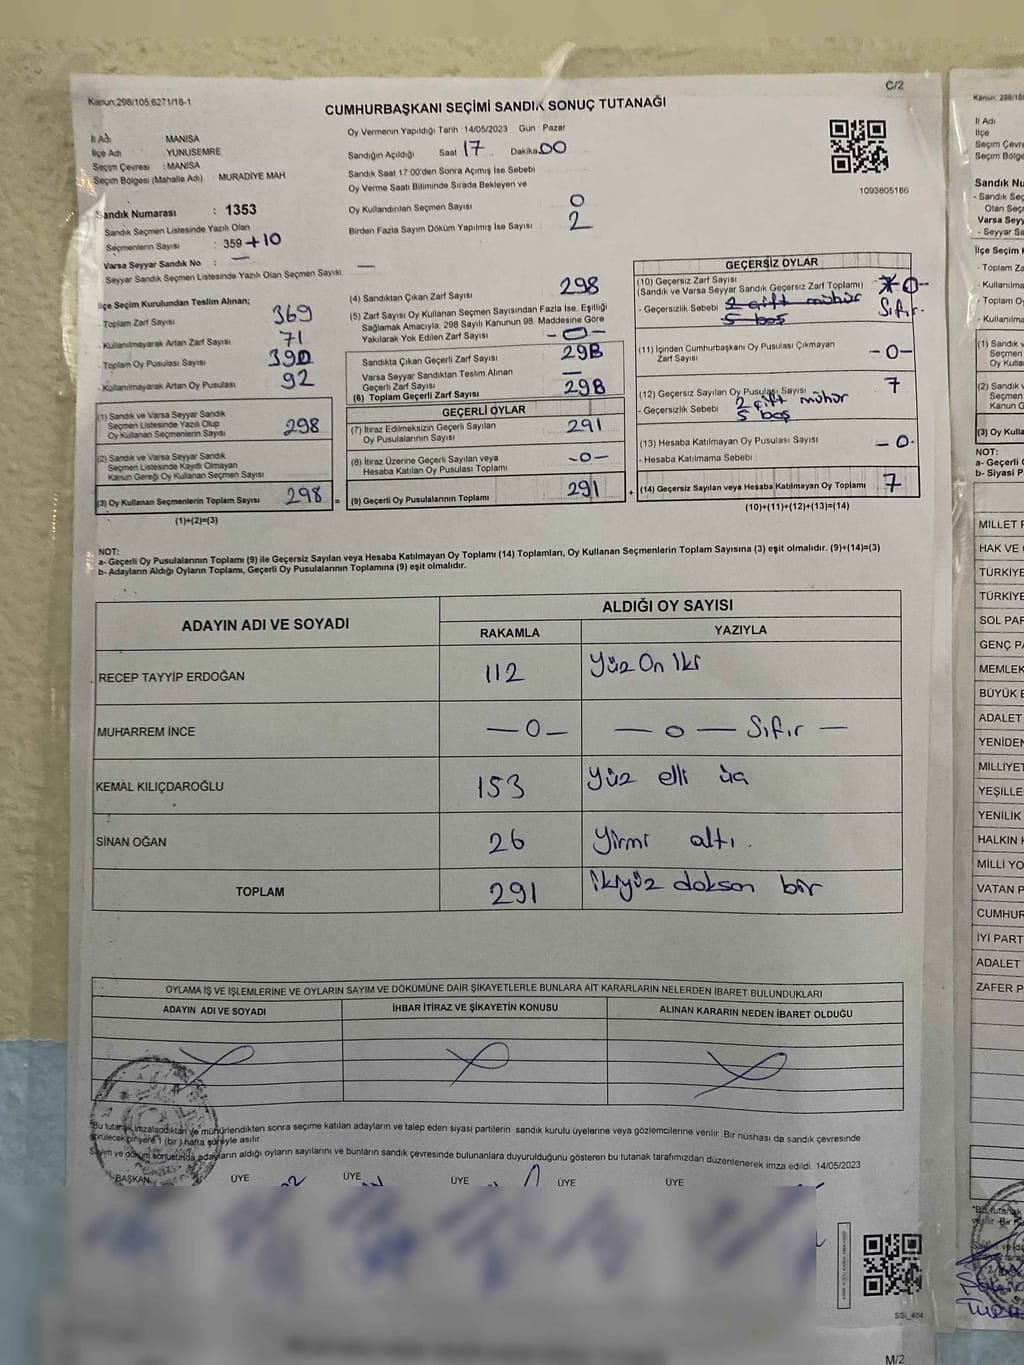 C/2
Kanun,298/105,6271/18-1
CUMHURBAŞKANI SEÇİMİ SANDIK SONUÇ TUTANAĞI
İl Adı : MANISA
İlçe Adı : YUNUSEMRE
Seçim Çevresi : MANISA
Seçim Bölgesi (Mahalle Adı) : MURADİYE MAH
Sandık Numarası : 1353
Sandık Seçmen Listesinde Yazılı Olan
Seçmenlerin Sayısı : 359 +10
Varsa Seyyar Sandık No : —
Seyyar Sandık Seçmen Listesinde Yazılı Olan Seçmen Sayısı: —
Oy Vermenin Yapıldığı Tarih 14/05/2023 Gün Pazar
Sandığın Açıldığı Saat 17 Dakika 00
Sandık Saat 17 00'den Sonra Açımış İse Sebebi
Oy Verme Saati Bitiminde Sırada Bekleyen ve
Oy Kullandırılan Seçmen Sayısı 0
Birden Fazla Sayım Döküm Yapılmış İse Sayısı 2
1093805186
İlçe Seçim Kurulundan Teslim Alınan;
- Toplam Zarf Sayısı 369
- Kullanılmayarak Artan Zarf Sayısı 71
- Toplam Oy Pusulası Sayısı 390
- Kullanılmayarak Artan Oy Pusulası 92
(1) Sandık ve Varsa Seyyar Sandık
Seçmen Listesinde Yazılı Olup
Oy Kullanan Seçmenlerin Sayısı 298
(2) Sandık ve Varsa Seyyar Sandık
Seçmen Listesinde Kayıtlı Olmayan
Kanun Gereği Oy Kullanan Seçmen Sayısı
(3) Oy Kullanan Seçmenlerin Toplam Sayısı 298 =
(1)+(2)=(3)
(4) Sandıktan Çıkan Zarf Sayısı 298
(5) Zarf Sayısı Oy Kullanan Seçmen Sayısından Fazla İse, Eşitliği
Sağlamak Amacıyla, 298 Sayılı Kanunun 98. Maddesine Göre
Yakılarak Yok Edilen Zarf Sayısı -0-
Sandıkta Çıkan Geçerli Zarf Sayısı 298
Varsa Seyyar Sandıktan Teslim Alınan
Geçerli Zarf Sayısı —
(6) Toplam Geçerli Zarf Sayısı 298
GEÇERLİ OYLAR
(7) İtiraz Edilmeksizin Geçerli Sayılan
Oy Pusulalarının Sayısı 291
(8) İtiraz Üzerine Geçerli Sayılan veya
Hesaba Katılan Oy Pusulası Toplamı -0-
(9) Geçerli Oy Pusulalarının Toplamı 291 +
GEÇERSİZ OYLAR
(10) Geçersiz Zarf Sayısı
(Sandık ve Varsa Seyyar Sandık Geçersiz Zarf Toplamı) 7 -0-
- Geçersizlik Sebebi 2 çift mühür Sıfır.
5 boş
(11) İçinden Cumhurbaşkanı Oy Pusulası Çıkmayan
Zarf Sayısı -0-
(12) Geçersiz Sayılan Oy Pusulası Sayısı 7
- Geçersizlik Sebebi 2 çift mühür
5 boş
(13) Hesaba Katılmayan Oy Pusulası Sayısı -0-
- Hesaba Katılmama Sebebi :
(14) Geçersiz Sayılan veya Hesaba Katılmayan Oy Toplamı 7
(10)+(11)+(12)+(13)=(14)
NOT:
a- Geçerli Oy Pusulalarının Toplamı (9) ile Geçersiz Sayılan veya Hesaba Katılmayan Oy Toplamı (14) Toplamları, Oy Kullanan Seçmenlerin Toplam Sayısına (3) eşit olmalıdır. (9)+(14)=(3)
b- Adayların Aldığı Oyların Toplamı, Geçerli Oy Pusulalarının Toplamına (9) eşit olmalıdır.
ADAYIN ADI VE SOYADI
ALDIĞI OY SAYISI
RAKAMLA YAZIYLA
RECEP TAYYİP ERDOĞAN 112 Yüz On İki
MUHARREM İNCE —0— —0— Sıfır —
KEMAL KILIÇDAROĞLU 153 Yüz elli üç
SİNAN OĞAN 26 Yirmi altı.
TOPLAM 291 İkiyüz doksan bir
OYLAMA İŞ VE İŞLEMLERİNE VE OYLARIN SAYIM VE DÖKÜMÜNE DAİR ŞİKAYETLERLE BUNLARA AİT KARARLARIN NELERDEN İBARET BULUNDUKLARI
ADAYIN ADI VE SOYADI İHBAR İTİRAZ VE ŞİKAYETİN KONUSU ALINAN KARARIN NEDEN İBARET OLDUĞU
*Bu tutanak imzalandıktan ve mühürlendikten sonra seçime katılan adayların ve talep eden siyasi partilerin sandık kurulu üyelerine veya gözlemcilerine verilir. Bir nüshası da sandık çevresinde
görülecek bir yere 1 (bir) hafta süreyle asılır.
Sayım ve döküm sonucunda adayların aldığı oyların sayılarını ve bunların sandık çevresinde bulunanlara duyurulduğunu gösteren bu tutanak tarafımızdan düzenlenerek imza edildi. 14/05/2023
BAŞKAN ÜYE ÜYE ÜYE ÜYE ÜYE
SSI_404
M/2
Kanun, 298/10
İl Adı
İlçe
Seçim Çevre
Seçim Bölg
Sandık Nu
- Sandık Seç
Olan Seç
Varsa Seyy
- Seyyar Sa
İlçe Seçim
- Toplam Za
- Kullanılma
- Toplam O
- Kullanılma
(1) Sandık v
Seçmen
Oy Kulla
(2) Sandık ve
Seçmen
Kanun G
(3) Oy Kulla
NOT:
a- Geçerli
b- Siyasi P
MILLET P
HAK VE
TÜRKİYE
TÜRKİYE
SOL PAR
GENÇ PA
MEMLEK
BÜYÜK B
ADALET
YENİDEN
MILLIYET
YEŞİLLE
YENİLİK
HALKIN K
MİLLİ YO
VATAN P
CUMHUR
İYİ PART
ADALET
ZAFER P